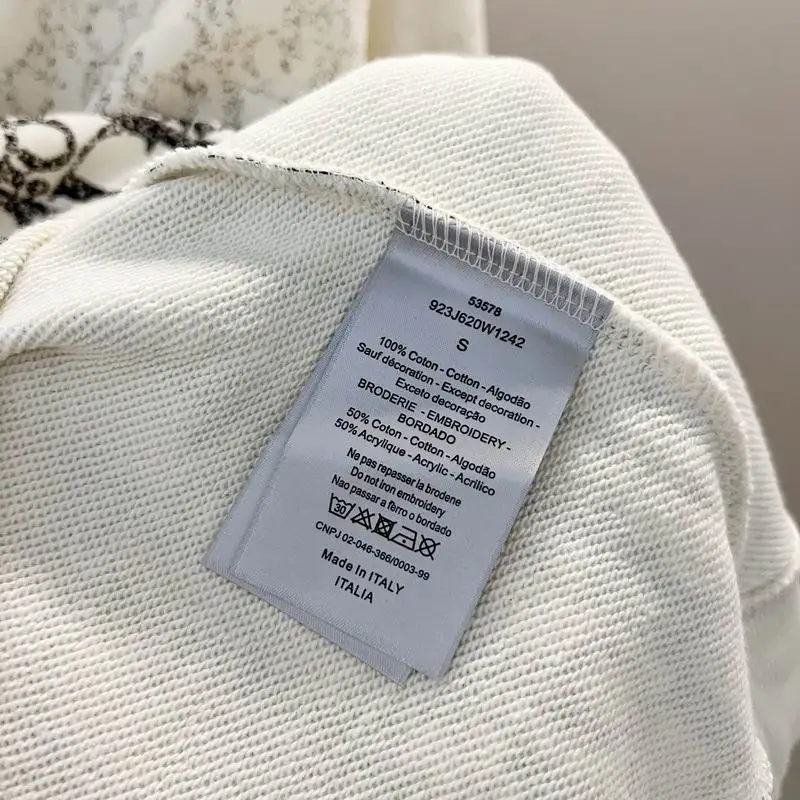 53578
923J620W1242
S
100% Coton - Cotton - Algodão
Sauf décoration - Except decoration -
Exceto decoração
BRODERIE - EMBROIDERY -
BORDADO
50% Coton - Cotton - Algodão
50% Acrylique - Acrylic - Acrílico
Ne pas repasser la broderie
Do not iron embroidery
Nao passar a ferro o bordado
30
CNPJ 02-046-366/0003-99
Made In ITALY
ITALIA